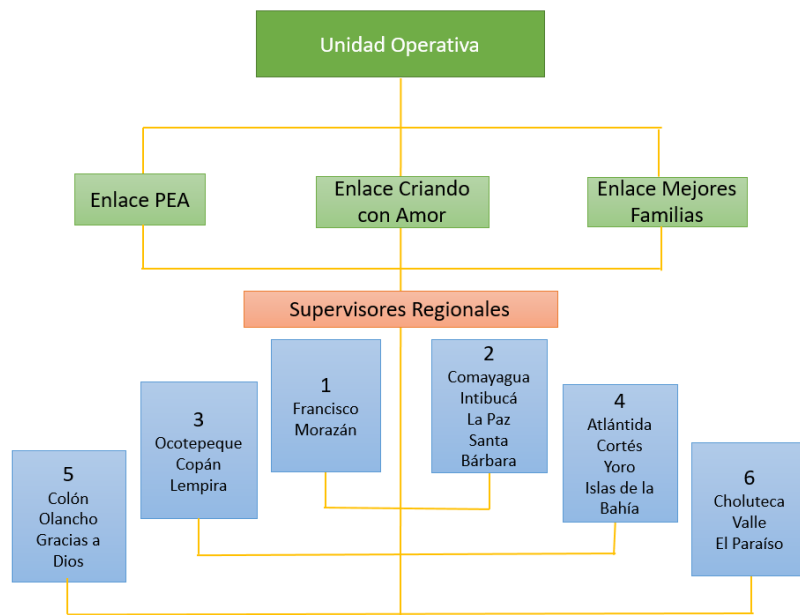 Unidad Operativa
Enlace PEA
Enlace Criando
con Amor
Enlace Mejores
Familias
Supervisores Regionales
1
Francisco
Morazán
2
Comayagua
Intibucá
La Paz
Santa
Bárbara
3
Ocotepeque
Copán
Lempira
4
Atlántida
Cortés
Yoro
Islas de la
Bahía
5
Colón
Olancho
Gracias a
Dios
6
Choluteca
Valle
El Paraíso